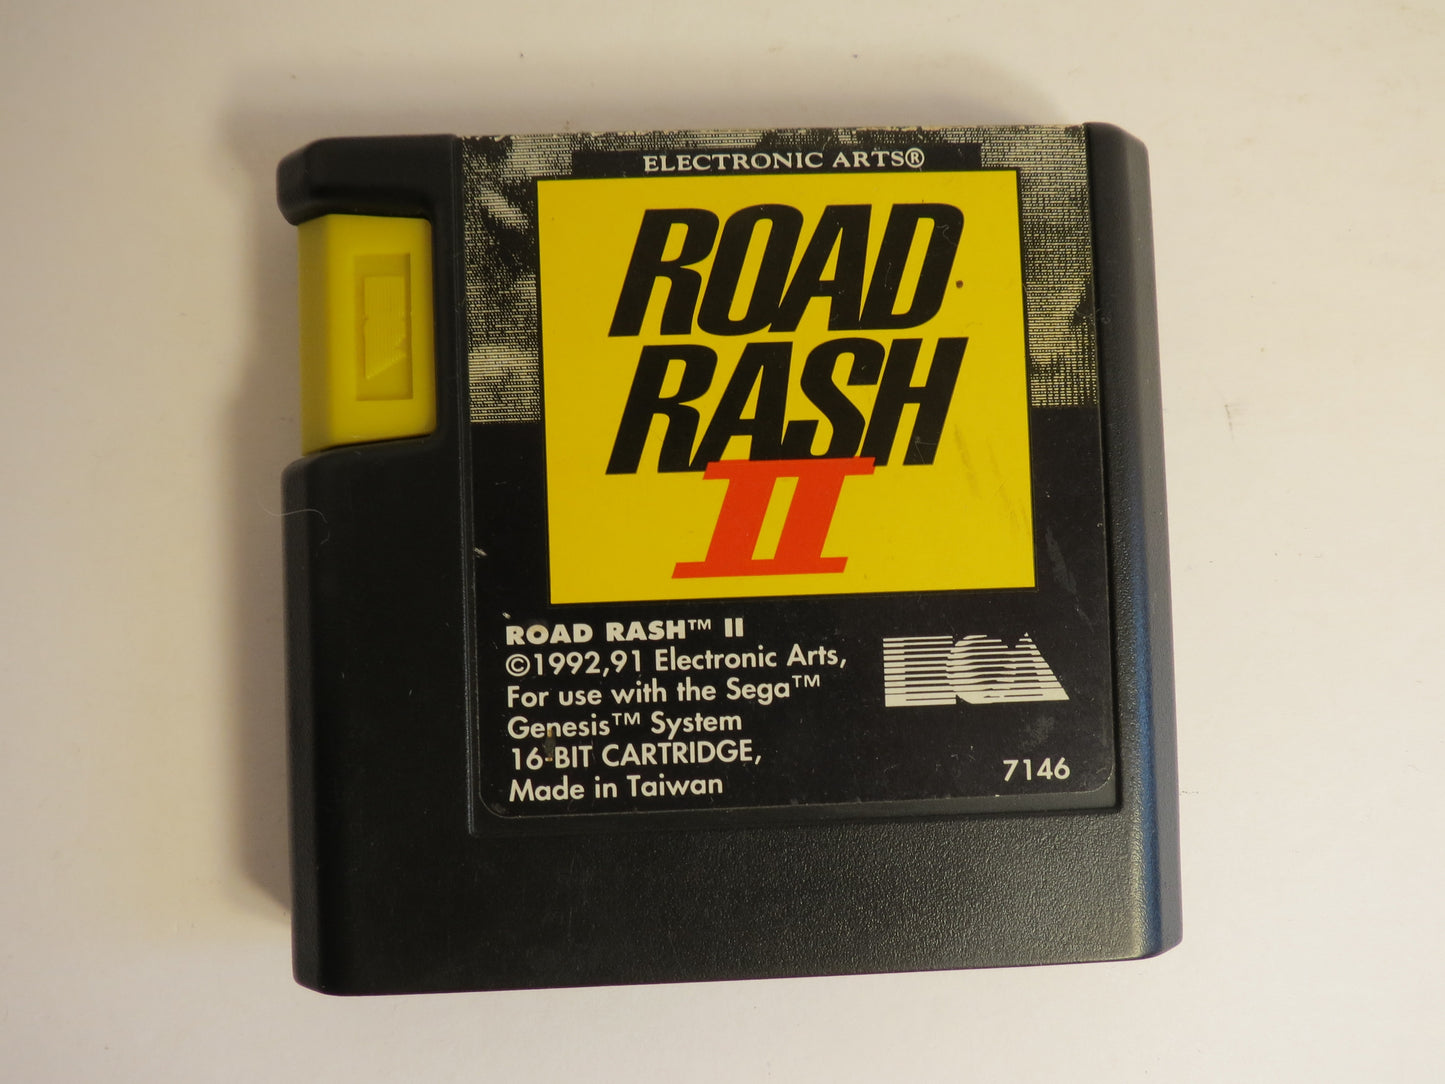 ELECTRONIC ARTS®
ROAD
RASH
II
ROAD RASH™ II
©1992,91 Electronic Arts,
For use with the Sega™
Genesis™ System
16-BIT CARTRIDGE,
Made in Taiwan
EA
7146